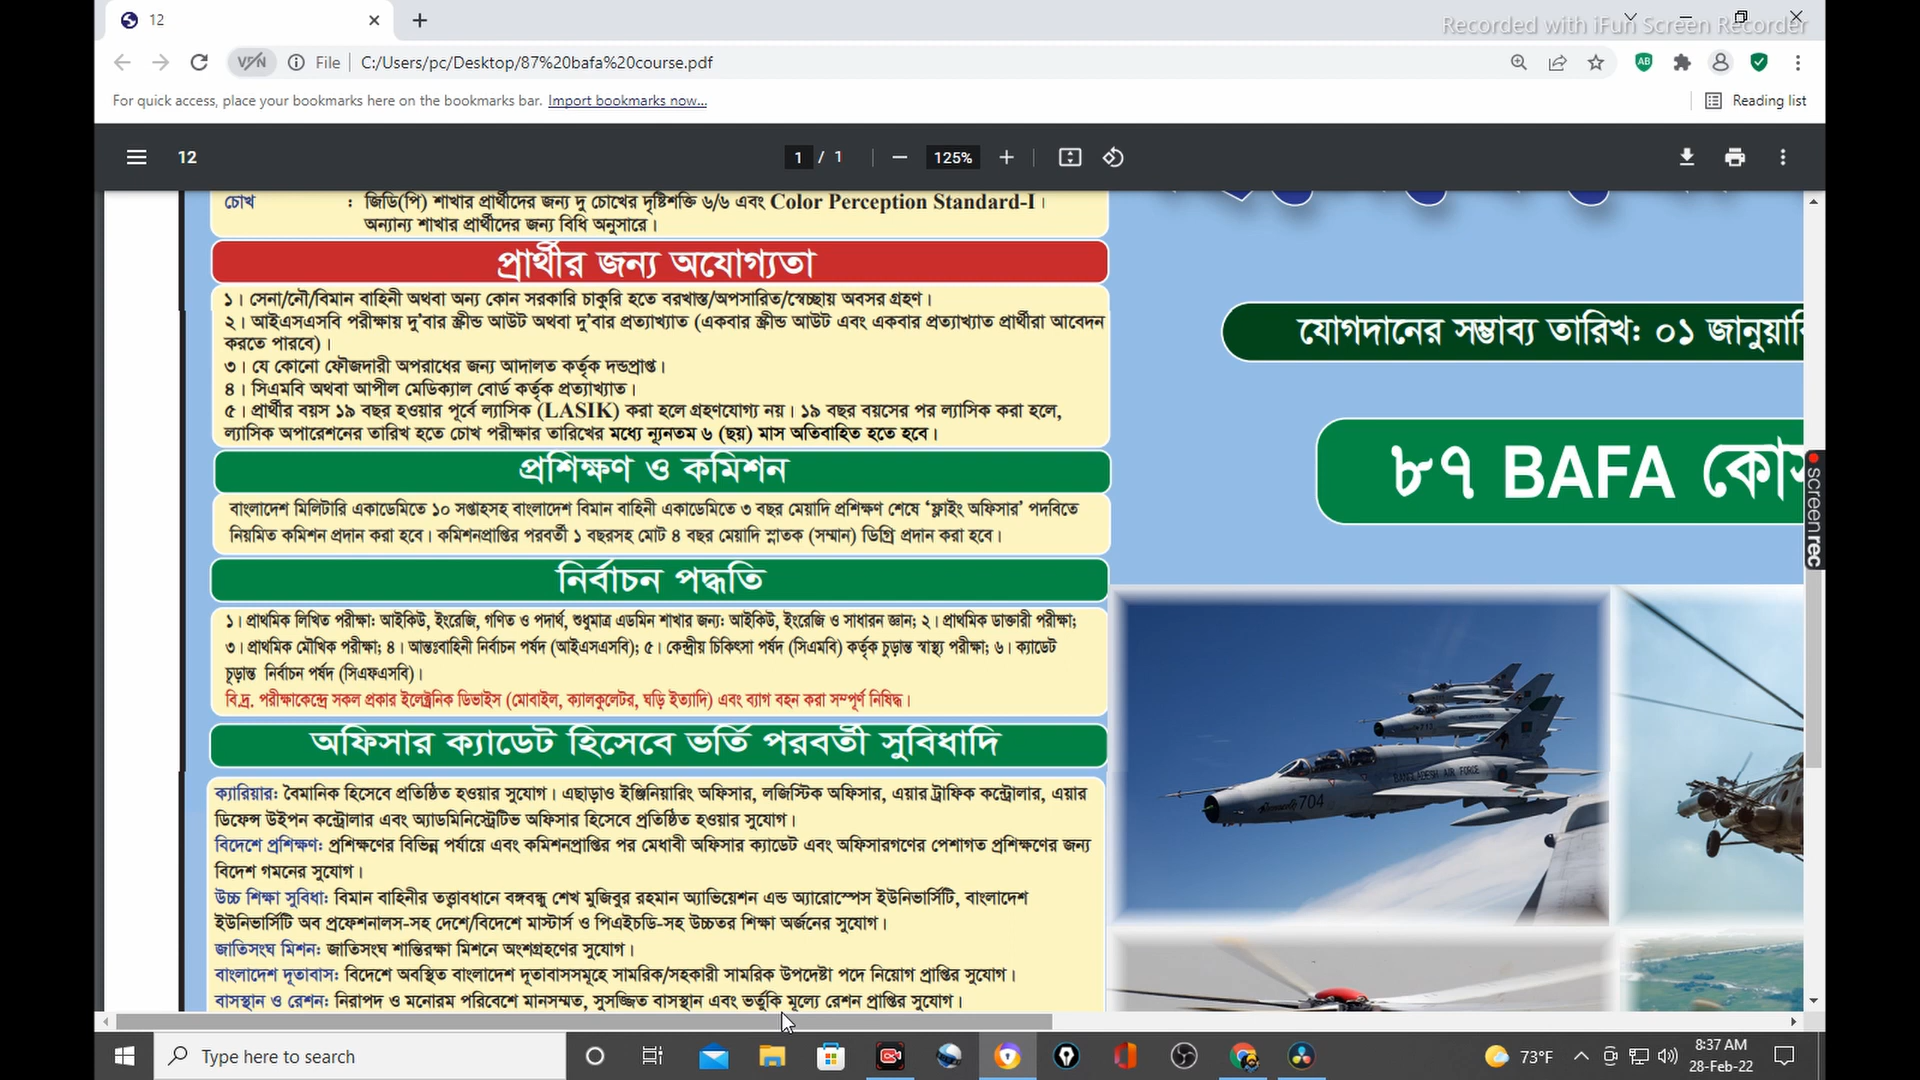 12
Recorded with iFun Screen Recorder
VPN
File
C:/Users/pc/Desktop/87%20bafa%20course.pdf
For quick access, place your bookmarks here on the bookmarks bar. Import bookmarks now...
Reading list
12
1 / 1
125%
চোখ : জিডি(পি) শাখার প্রার্থীদের জন্য দু চোখের দৃষ্টিশক্তি ৬/৬ এবং Color Perception Standard-I।
অন্যান্য শাখার প্রার্থীদের জন্য বিধি অনুসারে।
প্রার্থীর জন্য অযোগ্যতা
১। সেনা/নৌ/বিমান বাহিনী অথবা অন্য কোন সরকারি চাকুরি হতে বরখাস্ত/অপসারিত/স্বেচ্ছায় অবসর গ্রহণ।
২। আইএসএসবি পরীক্ষায় দু'বার স্ক্রীন্ড আউট অথবা দু'বার প্রত্যাখ্যাত (একবার স্ক্রীন্ড আউট এবং একবার প্রত্যাখ্যাত প্রার্থীরা আবেদন
করতে পারবে)।
৩। যে কোনো ফৌজদারী অপরাধের জন্য আদালত কর্তৃক দন্ডপ্রাপ্ত।
৪। সিএমবি অথবা আপীল মেডিক্যাল বোর্ড কর্তৃক প্রত্যাখ্যাত।
৫। প্রার্থীর বয়স ১৯ বছর হওয়ার পূর্বে ল্যাসিক (LASIK) করা হলে গ্রহণযোগ্য নয়। ১৯ বছর বয়সের পর ল্যাসিক করা হলে,
ল্যাসিক অপারেশনের তারিখ হতে চোখ পরীক্ষার তারিখের মধ্যে ন্যূনতম ৬ (ছয়) মাস অতিবাহিত হতে হবে।
প্রশিক্ষণ ও কমিশন
বাংলাদেশ মিলিটারি একাডেমিতে ১০ সপ্তাহসহ বাংলাদেশ বিমান বাহিনী একাডেমিতে ৩ বছর মেয়াদি প্রশিক্ষণ শেষে 'ফ্লাইং অফিসার' পদবিতে
নিয়মিত কমিশন প্রদান করা হবে। কমিশনপ্রাপ্তির পরবর্তী ১ বছরসহ মোট ৪ বছর মেয়াদি স্নাতক (সম্মান) ডিগ্রি প্রদান করা হবে।
নির্বাচন পদ্ধতি
১। প্রাথমিক লিখিত পরীক্ষা: আইকিউ, ইংরেজি, গণিত ও পদার্থ, শুধুমাত্র এডমিন শাখার জন্য: আইকিউ, ইংরেজি ও সাধারন জ্ঞান; ২। প্রাথমিক ডাক্তারী পরীক্ষা;
৩। প্রাথমিক মৌখিক পরীক্ষা; ৪। আন্তঃবাহিনী নির্বাচন পর্ষদ (আইএসএসবি); ৫। কেন্দ্রীয় চিকিৎসা পর্ষদ (সিএমবি) কর্তৃক চূড়ান্ত স্বাস্থ্য পরীক্ষা; ৬। ক্যাডেট
চূড়ান্ত নির্বাচন পর্ষদ (সিএফএসবি)।
বি.দ্র. পরীক্ষাকেন্দ্রে সকল প্রকার ইলেক্ট্রনিক ডিভাইস (মোবাইল, ক্যালকুলেটর, ঘড়ি ইত্যাদি) এবং ব্যাগ বহন করা সম্পূর্ণ নিষিদ্ধ।
অফিসার ক্যাডেট হিসেবে ভর্তি পরবর্তী সুবিধাদি
ক্যারিয়ার: বৈমানিক হিসেবে প্রতিষ্ঠিত হওয়ার সুযোগ। এছাড়াও ইঞ্জিনিয়ারিং অফিসার, লজিস্টিক অফিসার, এয়ার ট্রাফিক কন্ট্রোলার, এয়ার
ডিফেন্স উইপন কন্ট্রোলার এবং অ্যাডমিনিস্ট্রেটিভ অফিসার হিসেবে প্রতিষ্ঠিত হওয়ার সুযোগ।
বিদেশে প্রশিক্ষণ: প্রশিক্ষণের বিভিন্ন পর্যায়ে এবং কমিশনপ্রাপ্তির পর মেধাবী অফিসার ক্যাডেট এবং অফিসারগণের পেশাগত প্রশিক্ষণের জন্য
বিদেশ গমনের সুযোগ।
উচ্চ শিক্ষা সুবিধা: বিমান বাহিনীর তত্ত্বাবধানে বঙ্গবন্ধু শেখ মুজিবুর রহমান অ্যাভিয়েশন এন্ড অ্যারোস্পেস ইউনিভার্সিটি, বাংলাদেশ
ইউনিভার্সিটি অব প্রফেশনালস-সহ দেশে/বিদেশে মাস্টার্স ও পিএইচডি-সহ উচ্চতর শিক্ষা অর্জনের সুযোগ।
জাতিসংঘ মিশন: জাতিসংঘ শান্তিরক্ষা মিশনে অংশগ্রহণের সুযোগ।
বাংলাদেশ দূতাবাস: বিদেশে অবস্থিত বাংলাদেশ দূতাবাসসমূহে সামরিক/সহকারী সামরিক উপদেষ্টা পদে নিয়োগ প্রাপ্তির সুযোগ।
বাসস্থান ও রেশন: নিরাপদ ও মনোরম পরিবেশে মানসম্মত, সুসজ্জিত বাসস্থান এবং ভর্তুকি মূল্যে রেশন প্রাপ্তির সুযোগ।
যোগদানের সম্ভাব্য তারিখ: ০১
৮৭ BAFA
BANGLADESH AIR FORCE
704
screenrec
Type here to search
73°F
8:37 AM
28-Feb-22